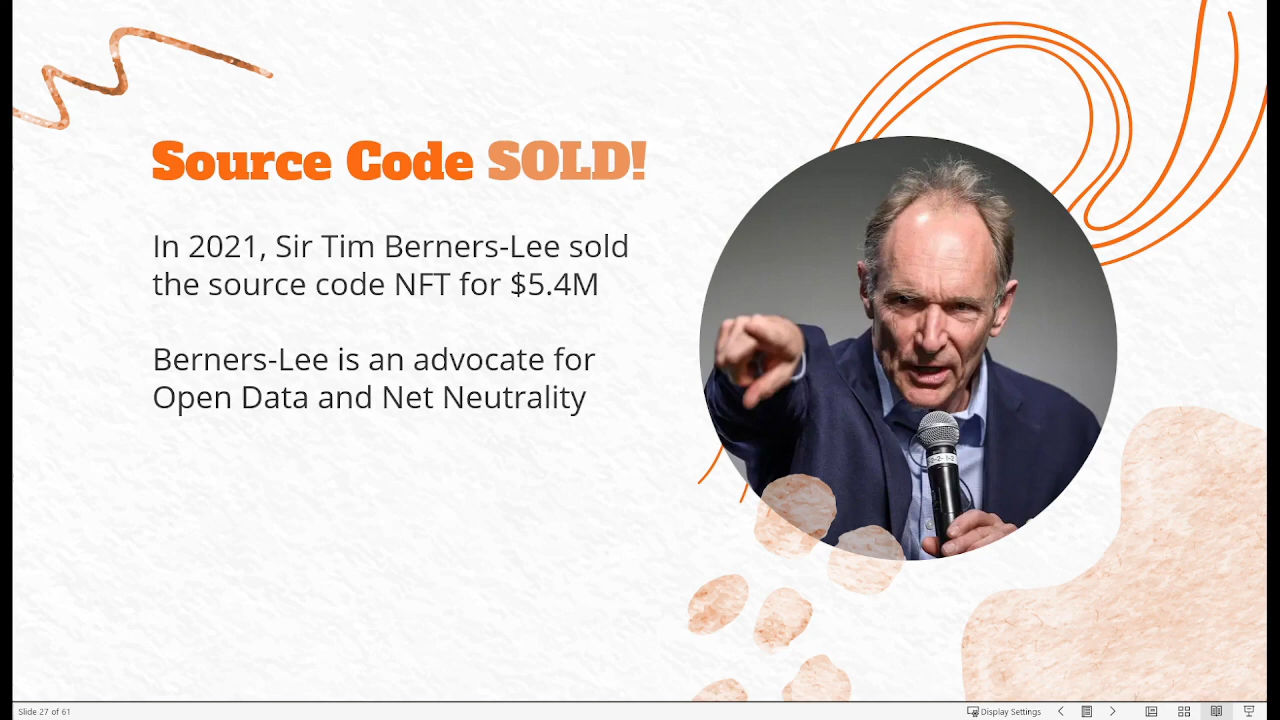 Source Code SOLD!
In 2021, Sir Tim Berners-Lee sold
the source code NFT for $5.4M
Berners-Lee is an advocate for
Open Data and Net Neutrality
Slide 27 of 61
Display Settings